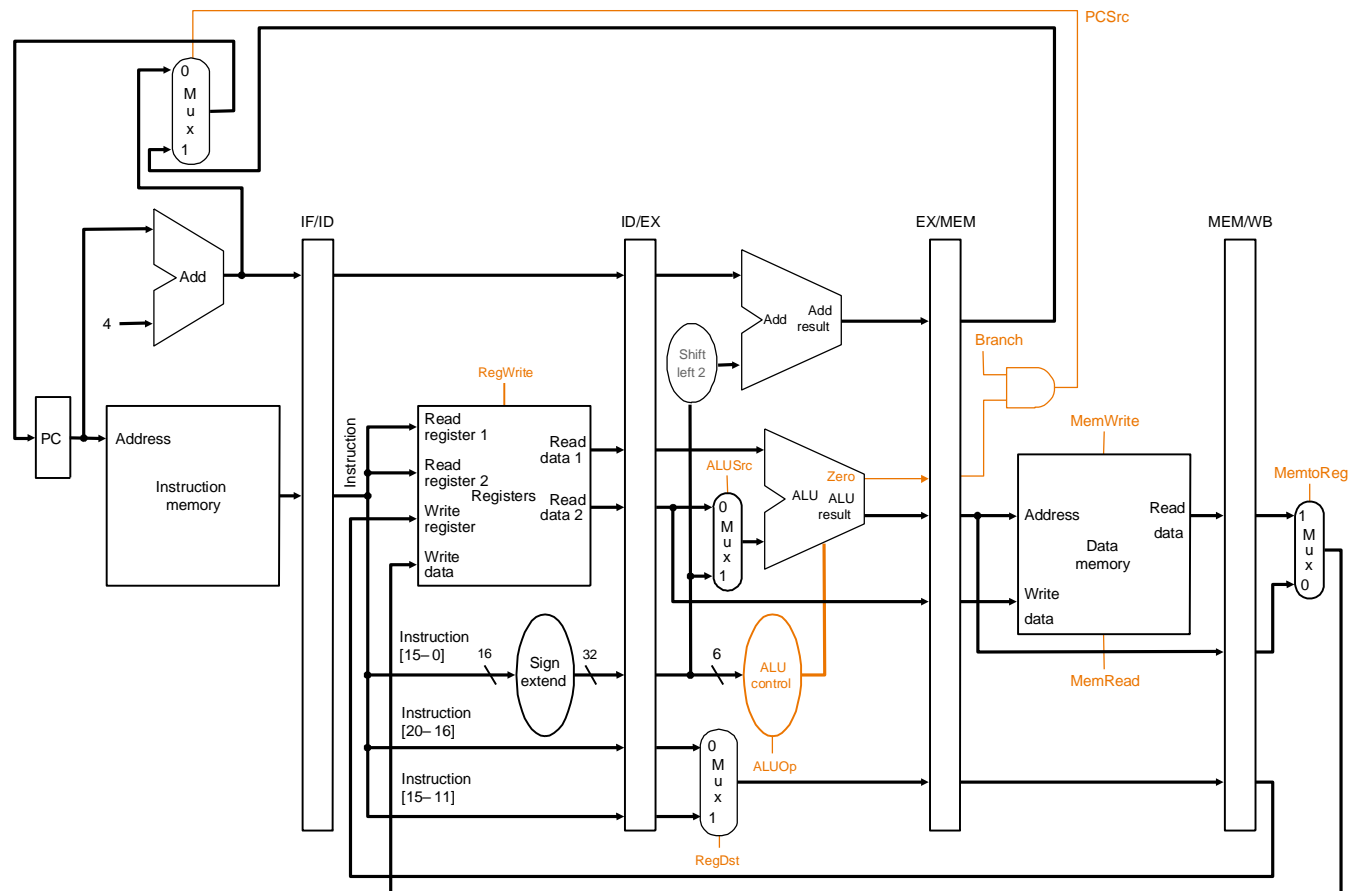 PCSrc
0
M
u
x
1
IF/ID
ID/EX
EX/MEM
MEM/WB
Add
4
Add
Add
result
Shift
left 2
Branch
RegWrite
PC
Address
Instruction
memory
Instruction
Read
register 1
Read
register 2
Write
register
Write
data
Registers
Read
data 1
Read
data 2
ALUSrc
0
M
u
x
1
Zero
ALU
ALU
result
MemWrite
Address
Read
data
Data
memory
Write
data
MemRead
MemtoReg
1
M
u
x
0
Instruction
[15–0]
16
Sign
extend
32
6
ALU
control
ALUOp
Instruction
[20–16]
Instruction
[15–11]
0
M
u
x
1
RegDst